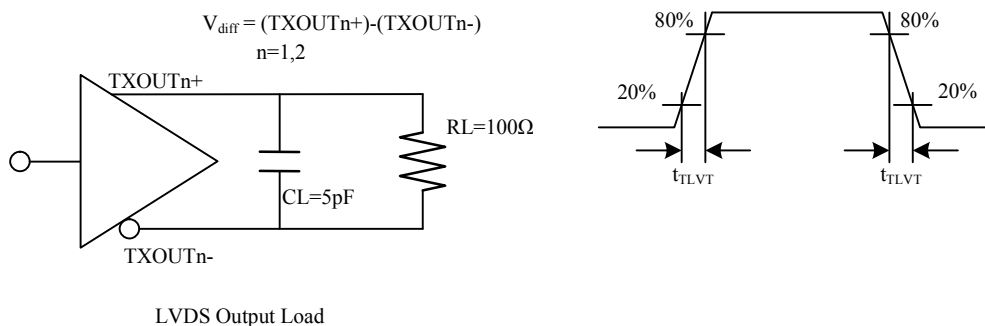 V_diff = (TXOUTn+)-(TXOUTn-)
n=1,2
TXOUTn+
RL=100Ω
CL=5pF
TXOUTn-
LVDS Output Load
80%
80%
20%
20%
t_TLVT
t_TLVT